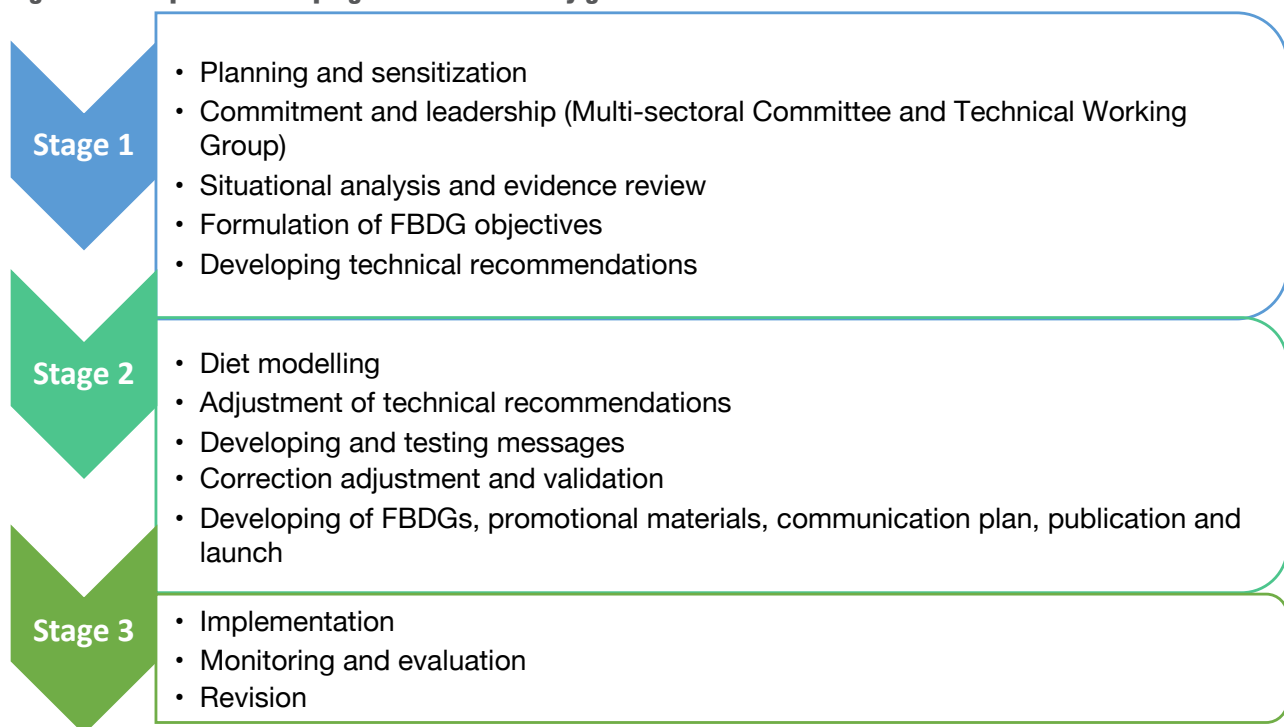 Stage 1
• Planning and sensitization
• Commitment and leadership (Multi-sectoral Committee and Technical Working
Group)
• Situational analysis and evidence review
• Formulation of FBDG objectives
• Developing technical recommendations
Stage 2
• Diet modelling
• Adjustment of technical recommendations
• Developing and testing messages
• Correction adjustment and validation
• Developing of FBDGs, promotional materials, communication plan, publication and
launch
Stage 3
• Implementation
• Monitoring and evaluation
• Revision